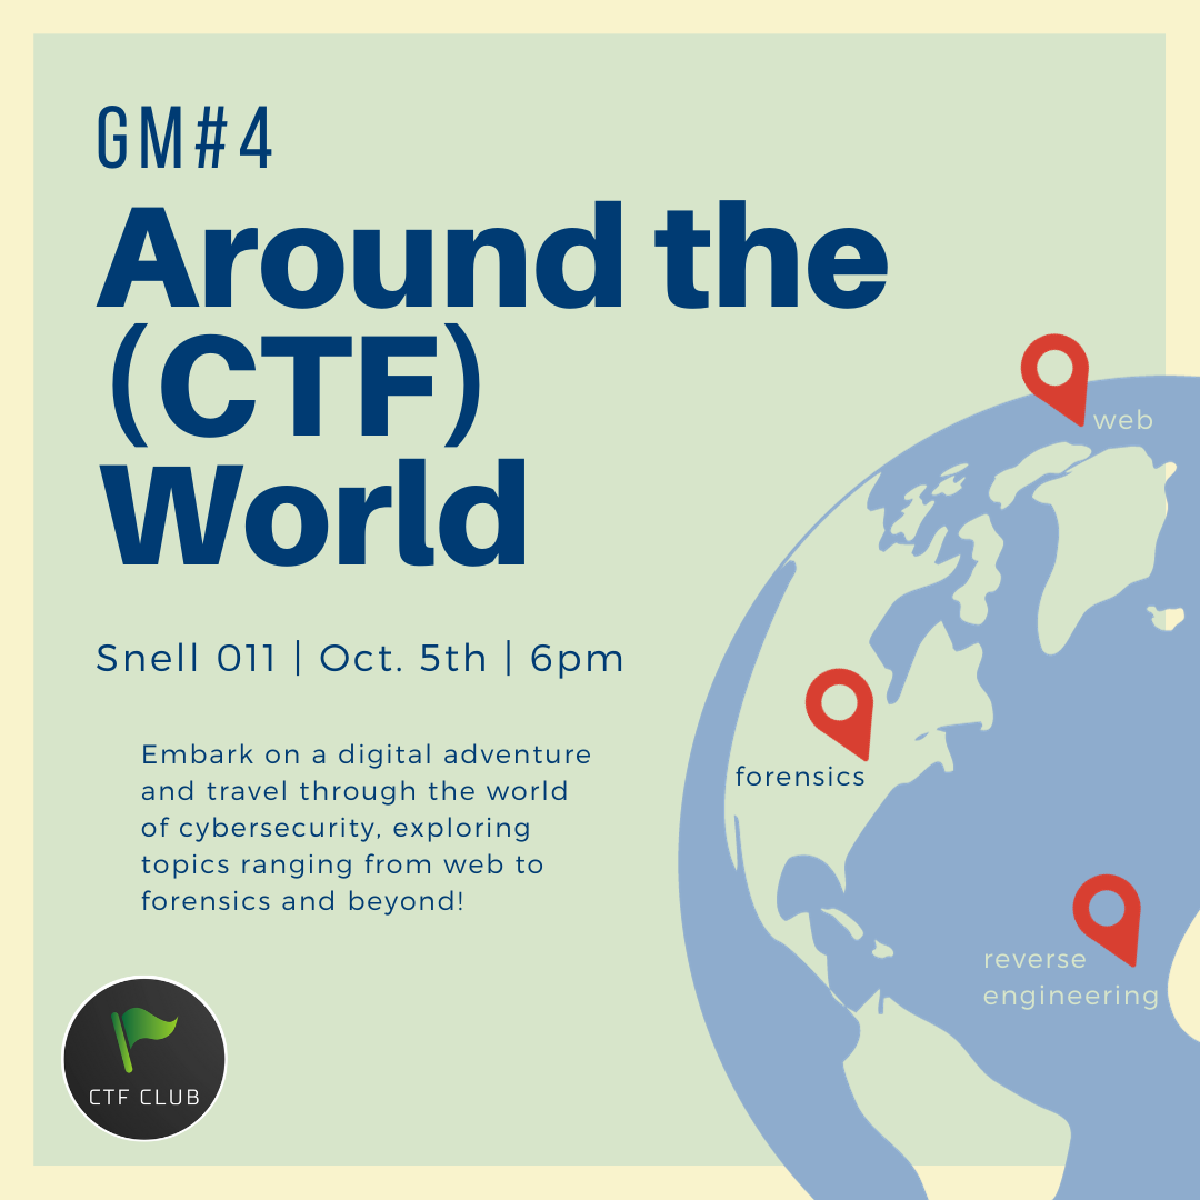 GM#4
Around the
(CTF)
World
Snell 011 | Oct. 5th | 6pm
Embark on a digital adventure
and travel through the world
of cybersecurity, exploring
topics ranging from web to
forensics and beyond!
web
forensics
reverse
engineering
CTF CLUB